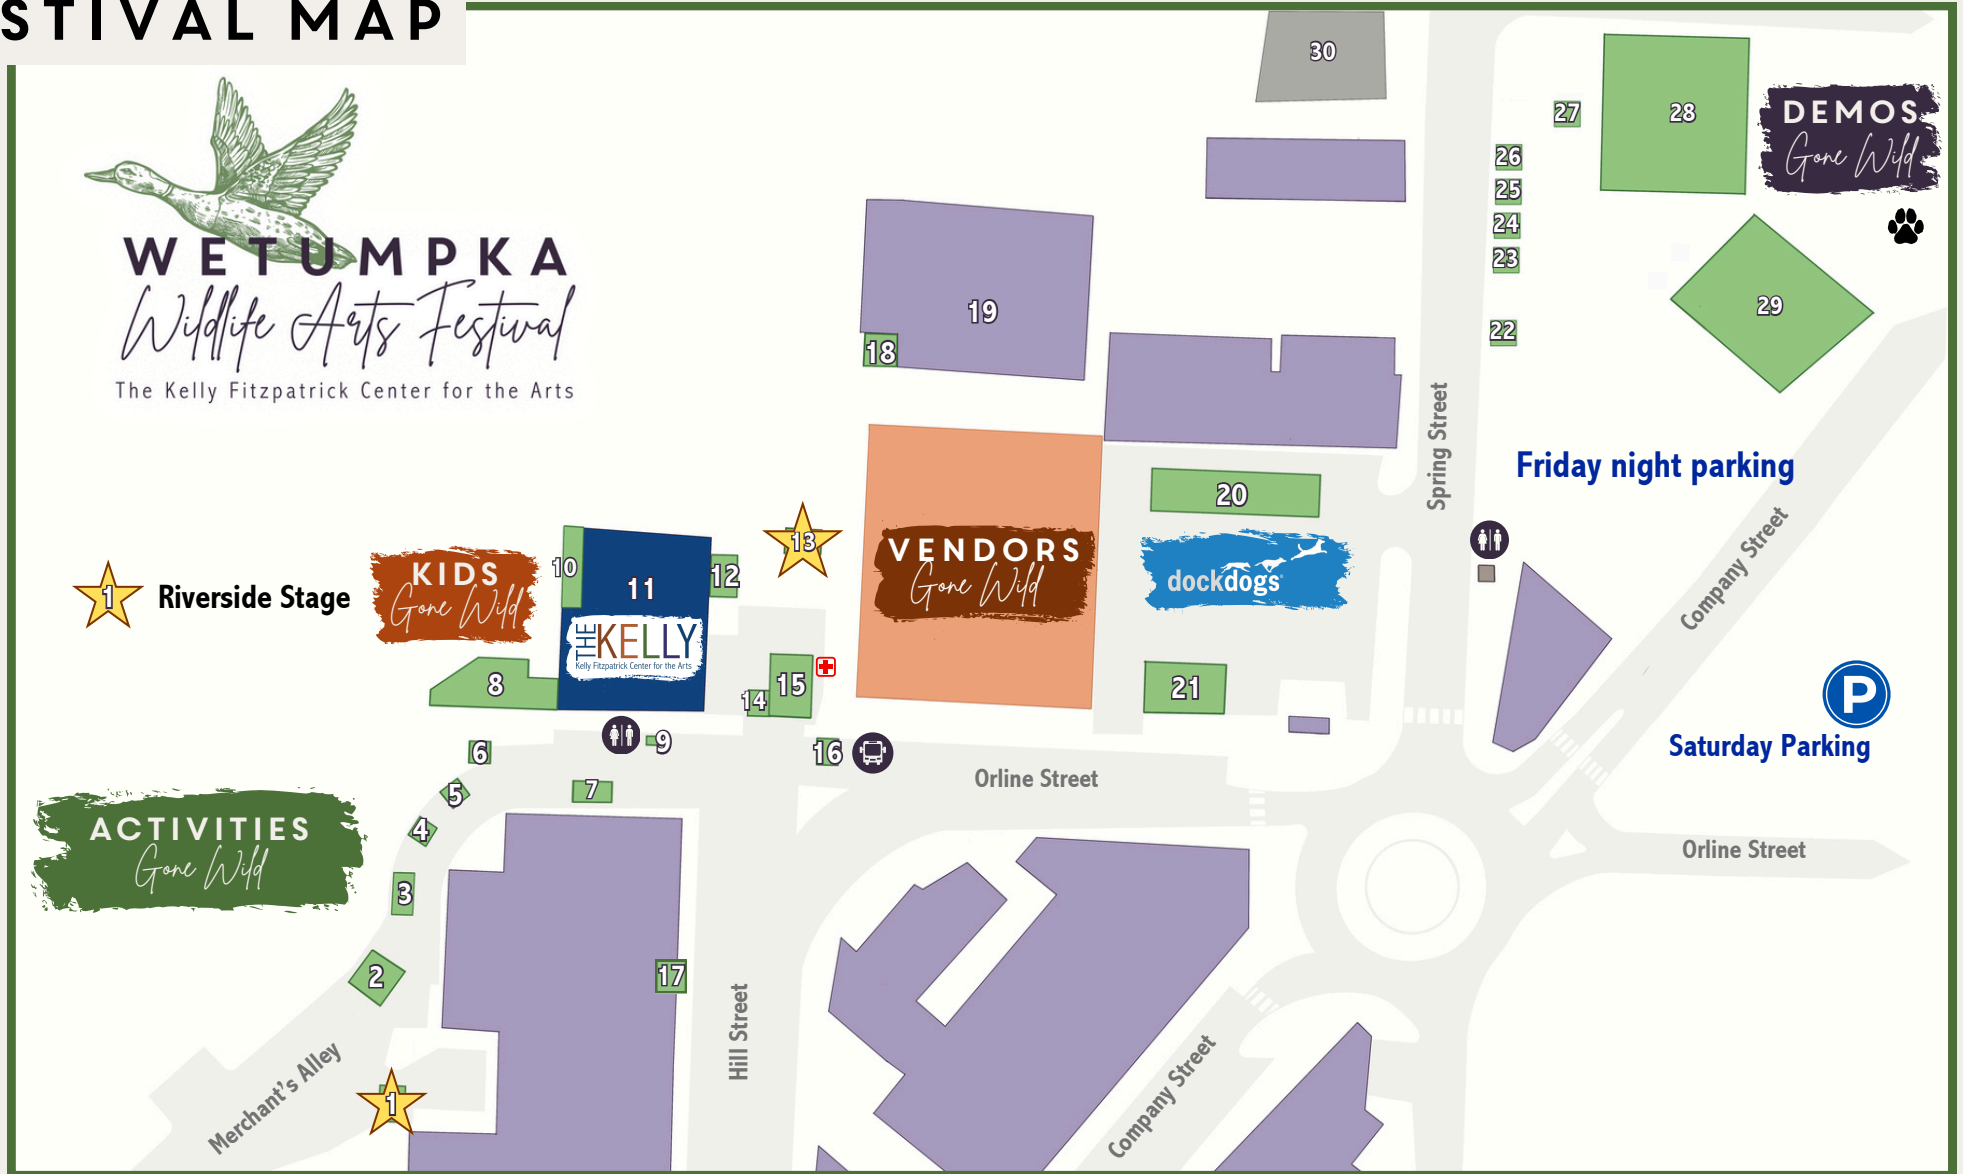 STIVAL MAP
WETUMPKA
Wildlife Arts Festival
The Kelly Fitzpatrick Center for the Arts
30
27
28
DEMOS
Gone Wild
26
25
24
23
22
29
19
18
Spring Street
Friday night parking
20
VENDORS
Gone Wild
dockdogs
13
1
Riverside Stage
KIDS
Gone Wild
10
11
12
THE KELLY
Kelly Fitzpatrick Center for the Arts
8
14
15
21
Company Street
P
Saturday Parking
6
9
16
7
5
4
3
2
Orline Street
Orline Street
ACTIVITIES
Gone Wild
17
Hill Street
Merchant's Alley
1
Company Street